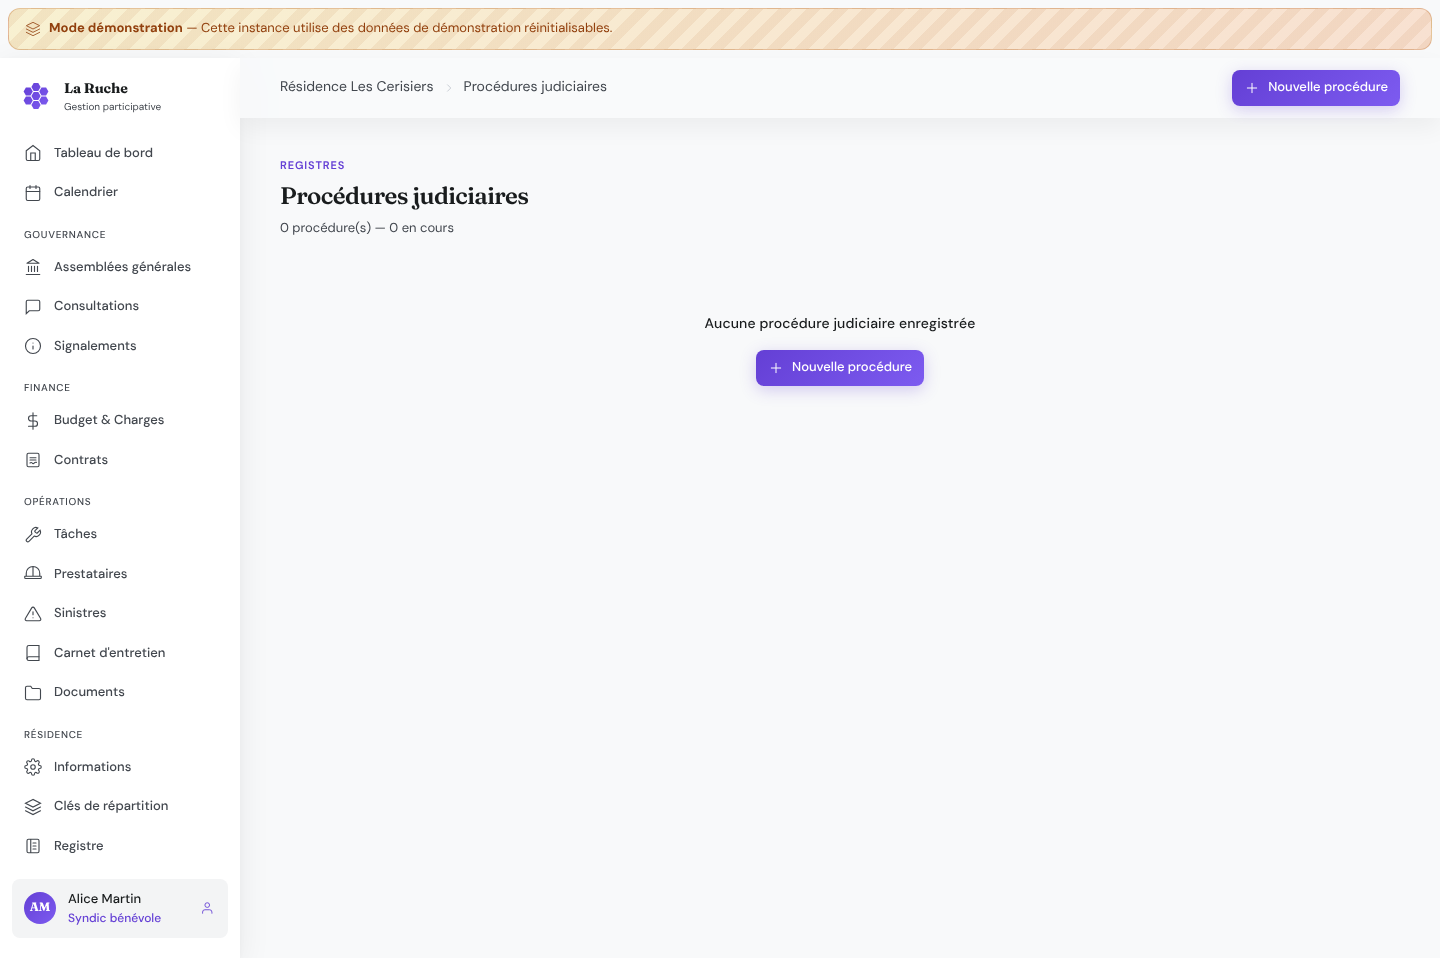 Mode démonstration — Cette instance utilise des données de démonstration réinitialisables.
La Ruche
Gestion participative
Résidence Les Cerisiers
Procédures judiciaires
Nouvelle procédure
Tableau de bord
Calendrier
GOUVERNANCE
Assemblées générales
Consultations
Signalements
FINANCE
Budget & Charges
Contrats
OPÉRATIONS
Tâches
Prestataires
Sinistres
Carnet d'entretien
Documents
RÉSIDENCE
Informations
Clés de répartition
Registre
AM
Alice Martin
Syndic bénévole
REGISTRES
Procédures judiciaires
0 procédure(s) — 0 en cours
Aucune procédure judiciaire enregistrée
Nouvelle procédure